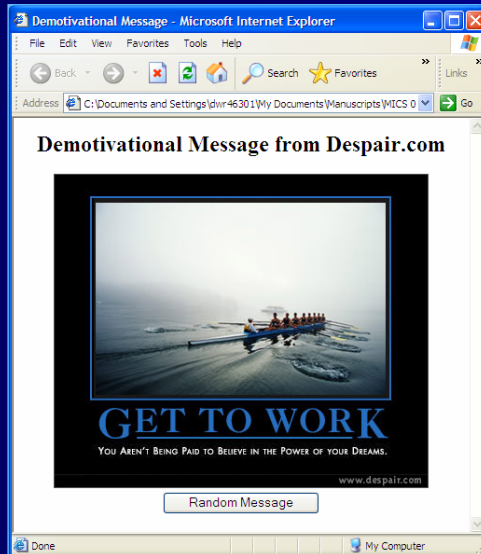 Demotivational Message - Microsoft Internet Explorer
File Edit View Favorites Tools Help
Back Search Favorites » Links »
Address C:\Documents and Settings\dwr46301\My Documents\Manuscripts\MICS 0 Go
Demotivational Message from Despair.com
GET TO WORK
YOU AREN'T BEING PAID TO BELIEVE IN THE POWER OF YOUR DREAMS.
www.despair.com
Random Message
Done My Computer